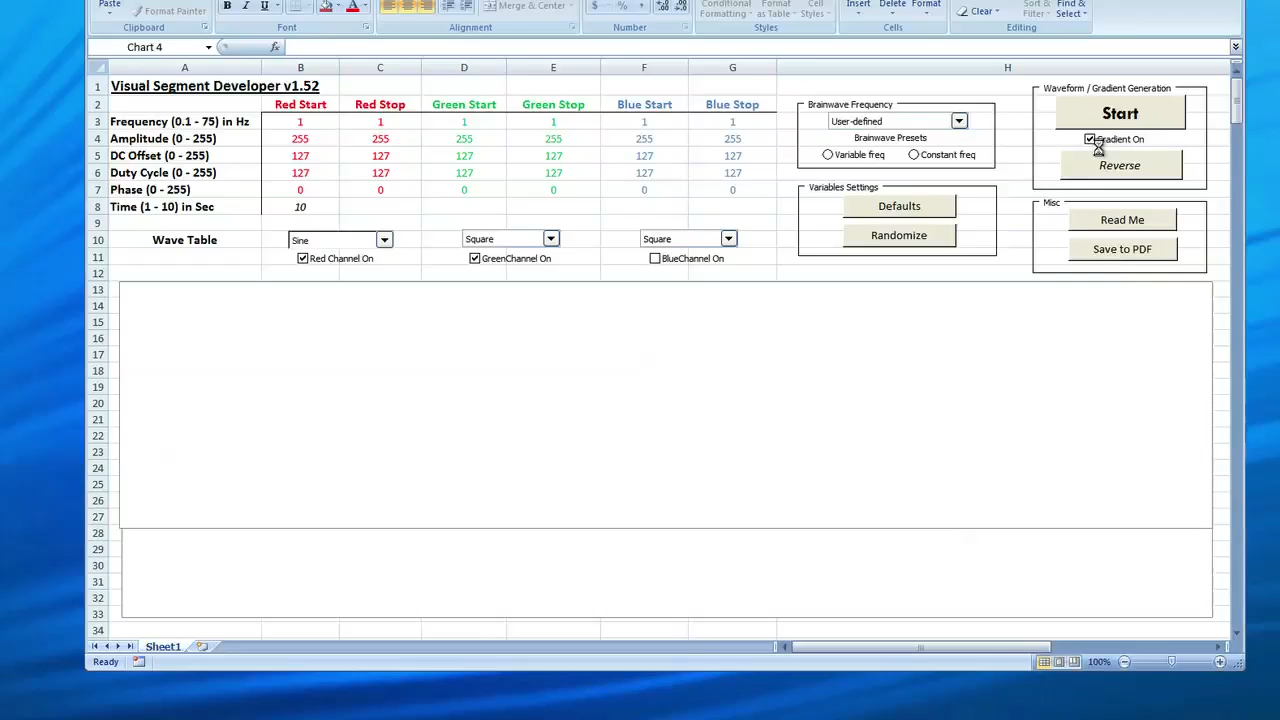 Paste
Format Painter
B I U
A
Merge & Center
$ %
Conditional Formatting
Format as Table
Cell Styles
Insert
Delete
Format
Clear
Sort & Filter
Find & Select
Clipboard
Font
Alignment
Number
Styles
Cells
Editing
Chart 4
fx
A B C D E F G H
1 Visual Segment Developer v1.52
2 Red Start Red Stop Green Start Green Stop Blue Start Blue Stop
3 Frequency (0.1 - 75) in Hz 1 1 1 1 1 1
4 Amplitude (0 - 255) 255 255 255 255 255 255
5 DC Offset (0 - 255) 127 127 127 127 127 127
6 Duty Cycle (0 - 255) 127 127 127 127 127 127
7 Phase (0 - 255) 0 0 0 0 0 0
8 Time (1 - 10) in Sec 10
9
10 Wave Table Sine Square Square
11 Red Channel On GreenChannel On BlueChannel On
12
13
14
15
16
17
18
19
20
21
22
23
24
25
26
27
28
29
30
31
32
33
34
Brainwave Frequency
User-defined
Brainwave Presets
Variable freq Constant freq
Variables Settings
Defaults
Randomize
Waveform / Gradient Generation
Start
Gradient On
Reverse
Misc
Read Me
Save to PDF
Sheet1
Ready
100%